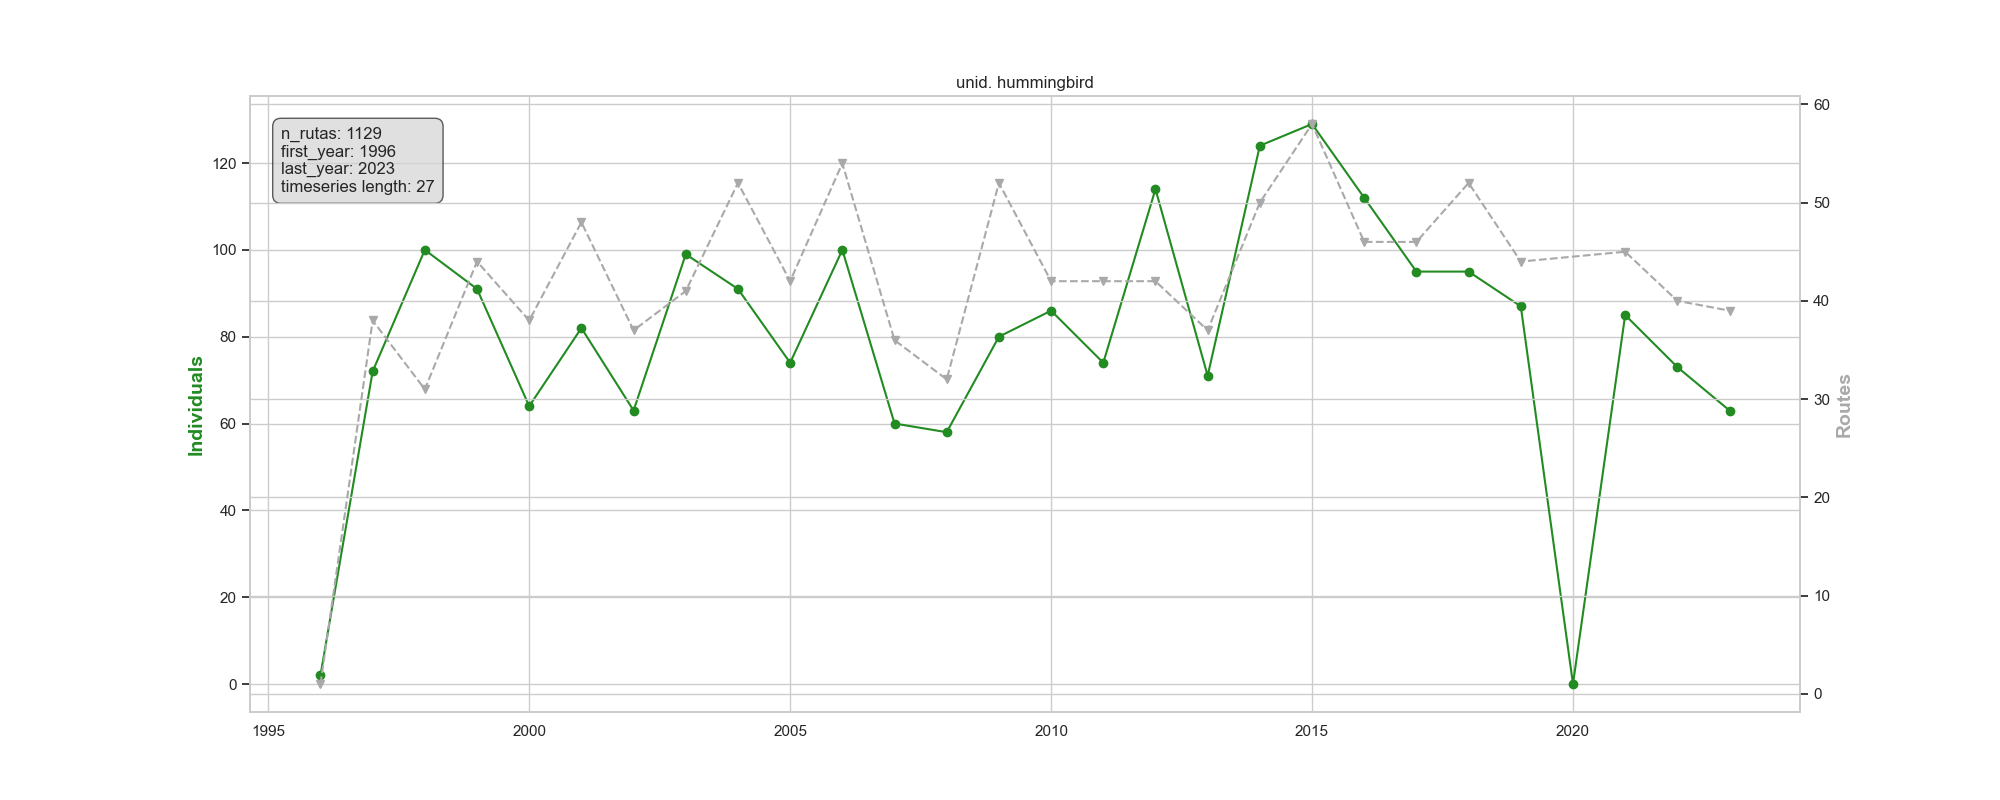 unid. hummingbird
n_rutas: 1129
first_year: 1996
last_year: 2023
timeseries length: 27
Individuals
120
100
80
60
40
20
0
Routes
60
50
40
30
20
10
0
1995
2000
2005
2010
2015
2020